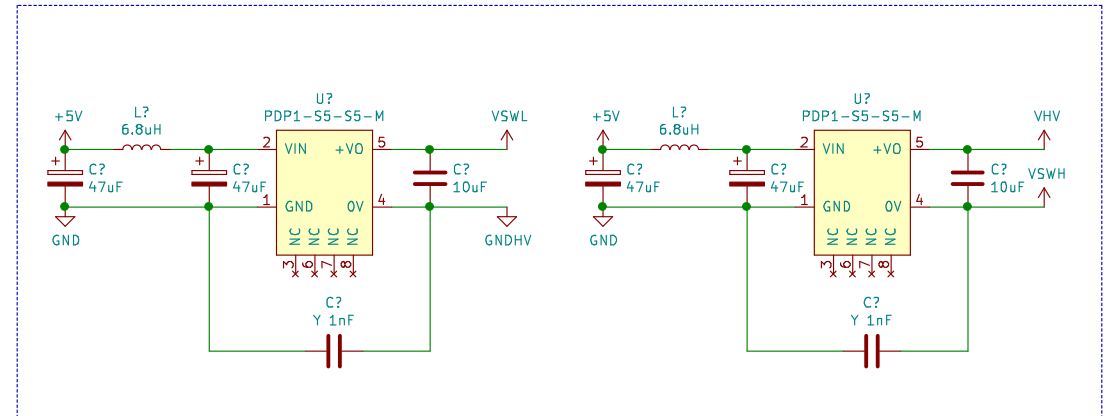 U?
PDP1-S5-S5-M
+5V
L?
6.8uH
VSWL
2
VIN
+VO
5
+
C?
47uF
+
C?
47uF
C?
10uF
1
GND
0V
4
GND
GNDHV
NC
NC
NC
NC
3
6
7
8
C?
Y 1nF
U?
PDP1-S5-S5-M
+5V
L?
6.8uH
VHV
2
VIN
+VO
5
+
C?
47uF
+
C?
47uF
C?
10uF
VSWH
1
GND
0V
4
GND
NC
NC
NC
NC
3
6
7
8
C?
Y 1nF